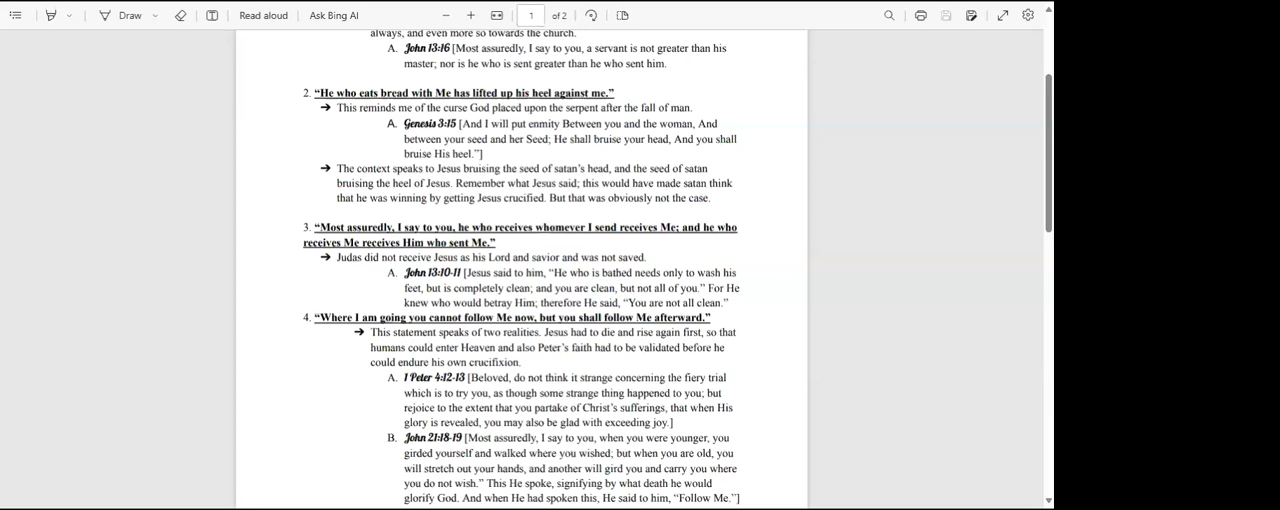 Draw
Read aloud
Ask Bing AI
1
of 2
always, and even more so towards the church.
A. John 13:16 [Most assuredly, I say to you, a servant is not greater than his
master; nor is he who is sent greater than he who sent him.
2. “He who eats bread with Me has lifted up his heel against me.”
➔ This reminds me of the curse God placed upon the serpent after the fall of man.
A. Genesis 3:15 [And I will put enmity Between you and the woman, And
between your seed and her Seed; He shall bruise your head, And you shall
bruise His heel.”]
➔ The context speaks to Jesus bruising the seed of satan’s head, and the seed of satan
bruising the heel of Jesus. Remember what Jesus said; this would have made satan think
that he was winning by getting Jesus crucified. But that was obviously not the case.
3. “Most assuredly, I say to you, he who receives whomever I send receives Me; and he who
receives Me receives Him who sent Me.”
➔ Judas did not receive Jesus as his Lord and savior and was not saved.
A. John 13:10-11 [Jesus said to him, “He who is bathed needs only to wash his
feet, but is completely clean; and you are clean, but not all of you.” For He
knew who would betray Him; therefore He said, “You are not all clean.”
4. “Where I am going you cannot follow Me now, but you shall follow Me afterward.”
➔ This statement speaks of two realities. Jesus had to die and rise again first, so that
humans could enter Heaven and also Peter’s faith had to be validated before he
could endure his own crucifixion.
A. 1 Peter 4:12-13 [Beloved, do not think it strange concerning the fiery trial
which is to try you, as though some strange thing happened to you; but
rejoice to the extent that you partake of Christ’s sufferings, that when His
glory is revealed, you may also be glad with exceeding joy.]
B. John 21:18-19 [Most assuredly, I say to you, when you were younger, you
girded yourself and walked where you wished; but when you are old, you
will stretch out your hands, and another will gird you and carry you where
you do not wish.” This He spoke, signifying by what death he would
glorify God. And when He had spoken this, He said to him, “Follow Me.”]